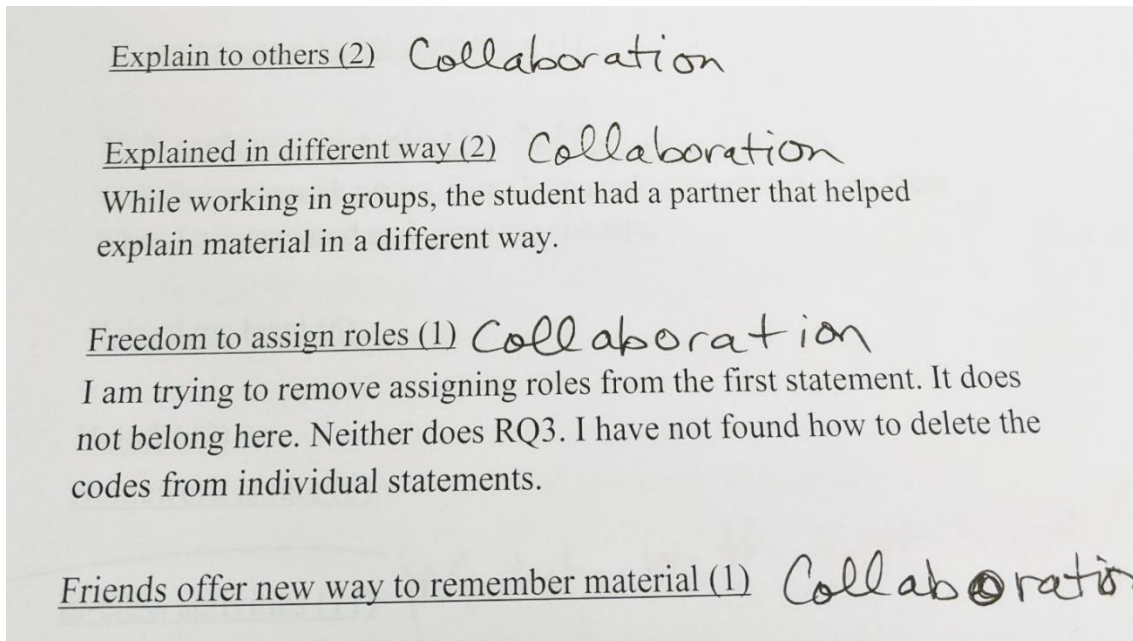 Explain to others (2) Collaboration
Explained in different way (2) Collaboration
While working in groups, the student had a partner that helped
explain material in a different way.
Freedom to assign roles (1) Collaboration
I am trying to remove assigning roles from the first statement. It does
not belong here. Neither does RQ3. I have not found how to delete the
codes from individual statements.
Friends offer new way to remember material (1) Collaboratio